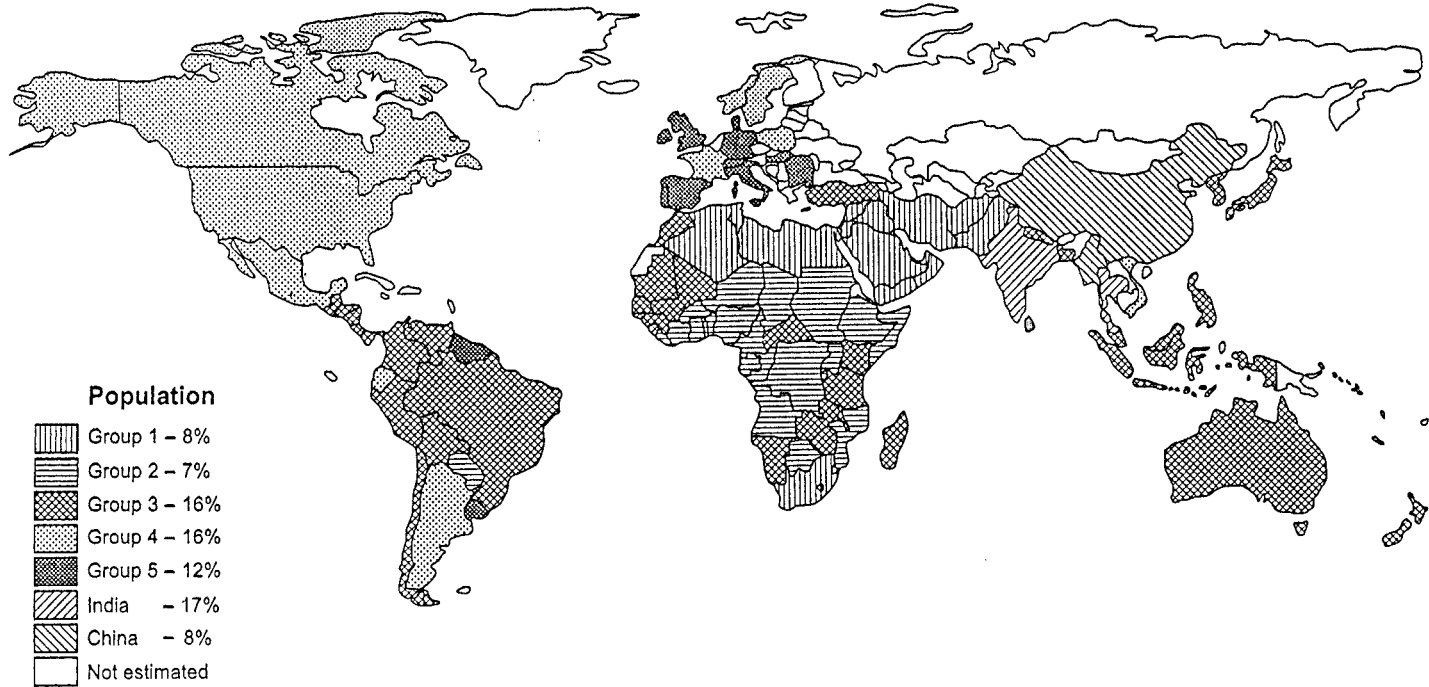 Population
Group 1 – 8%
Group 2 – 7%
Group 3 – 16%
Group 4 – 16%
Group 5 – 12%
India – 17%
China – 8%
Not estimated